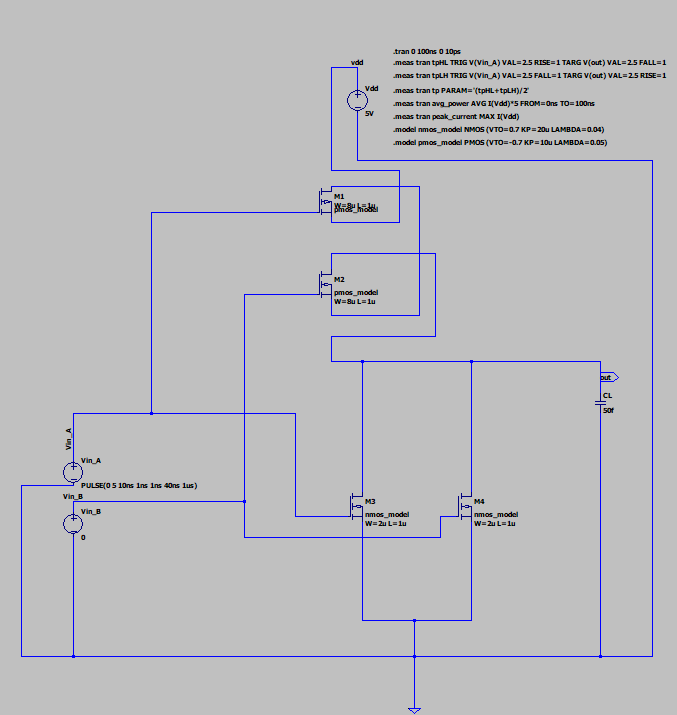 .tran 0 100ns 0 10ps
.meas tran tpHL TRIG V(Vin_A) VAL=2.5 RISE=1 TARG V(out) VAL=2.5 FALL=1
.meas tran tpLH TRIG V(Vin_A) VAL=2.5 FALL=1 TARG V(out) VAL=2.5 RISE=1
.meas tran tp PARAM='(tpHL+tpLH)/2'
.meas tran avg_power AVG I(Vdd)*5 FROM=0ns TO=100ns
.meas tran peak_current MAX I(Vdd)
.model nmos_model NMOS (VTO=0.7 KP=20u LAMBDA=0.04)
.model pmos_model PMOS (VTO=-0.7 KP=10u LAMBDA=0.05)
vdd
Vdd
5V
M1
W=8u L=1u
pmos_model
M2
pmos_model
W=8u L=1u
out
CL
50f
Vin_A
Vin_A
PULSE(0 5 10ns 1ns 1ns 40ns 1us)
Vin_B
Vin_B
0
M3
nmos_model
W=2u L=1u
M4
nmos_model
W=2u L=1u